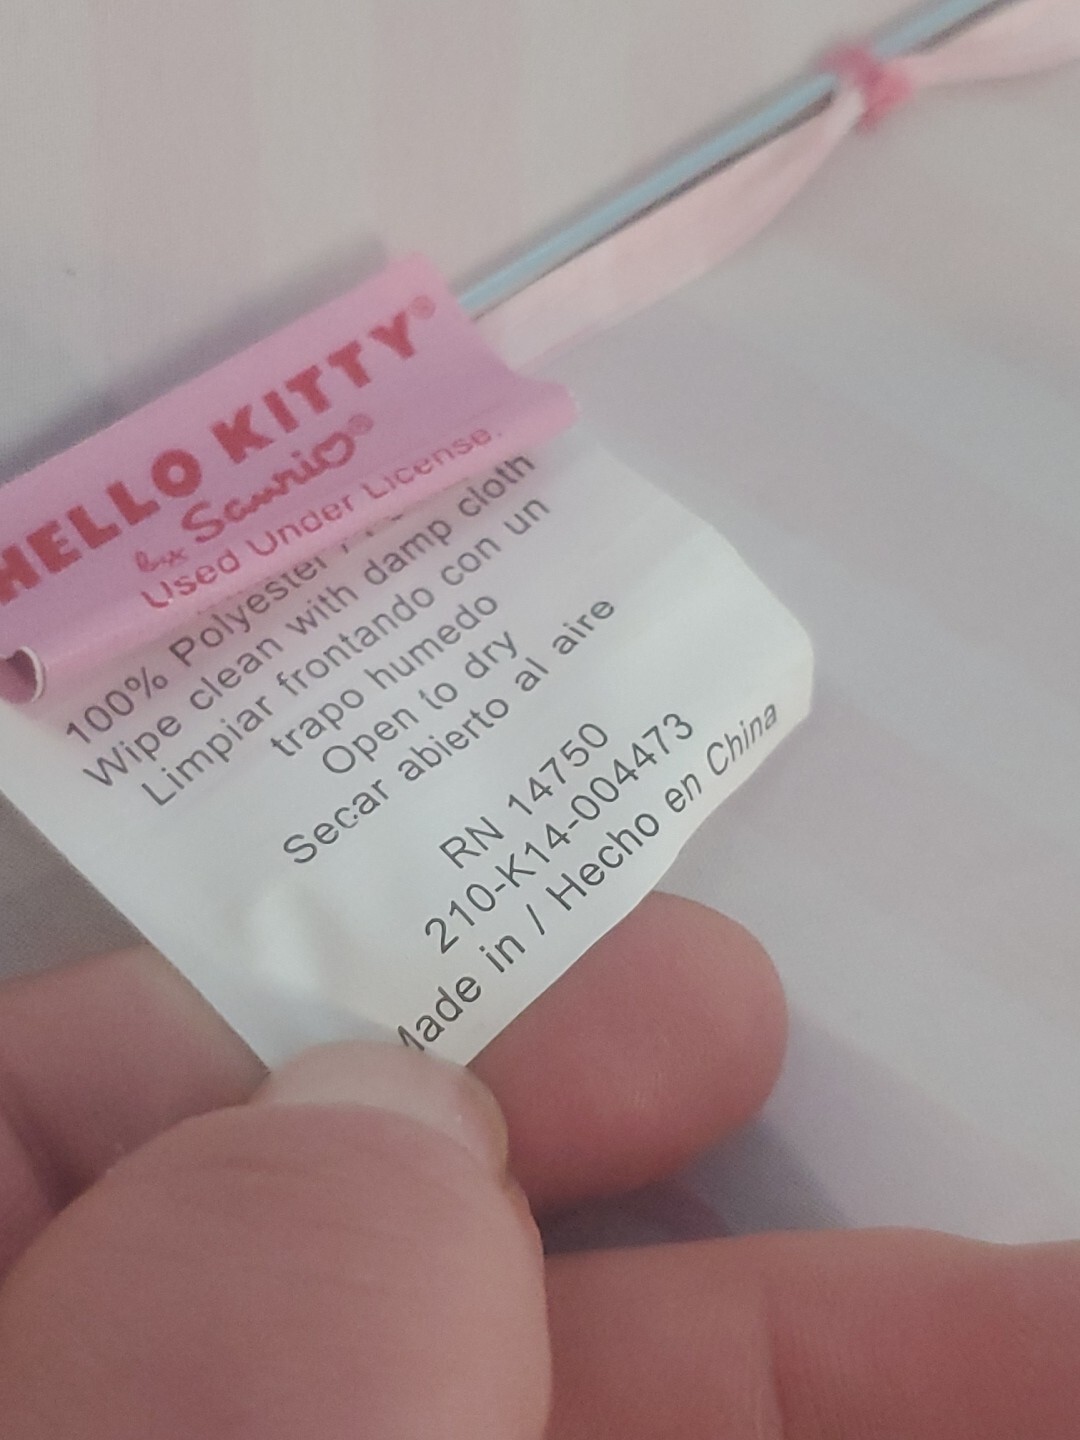 HELLO KITTY®
by Sanrio®
Used Under License.
100% Polyester /
Wipe clean with damp cloth
Limpiar frontando con un
trapo humedo
Open to dry
Secar abierto al aire
RN 14750
210-K14-004473
Made in / Hecho en China